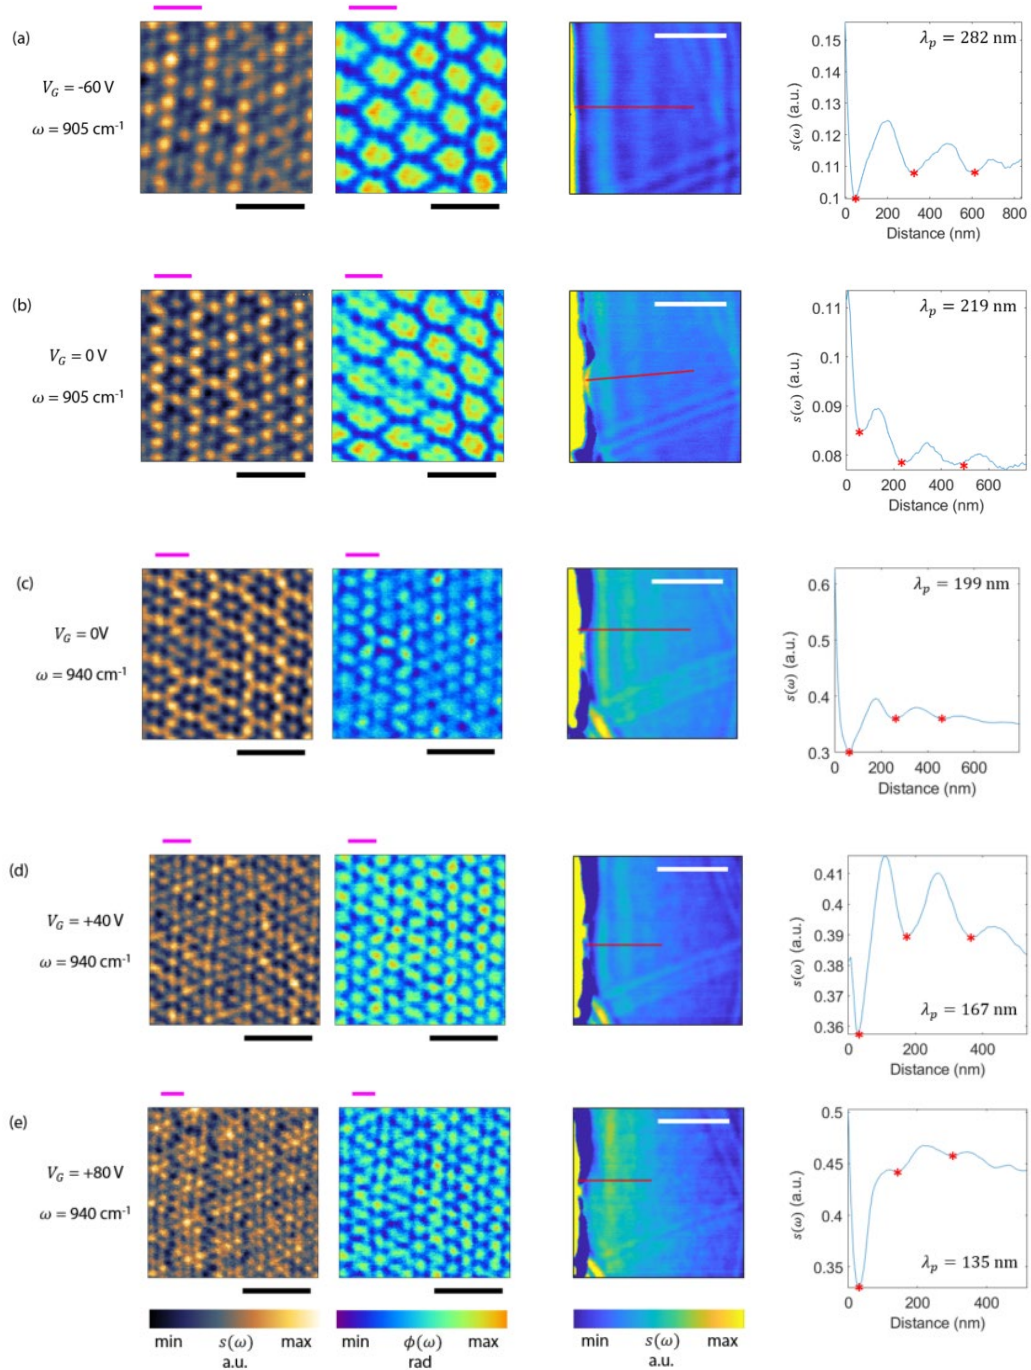 (a)
V_G = -60 V
ω = 905 cm⁻¹
λ_p = 282 nm
s(ω) (a.u.)
0.15
0.14
0.13
0.12
0.11
0.1
0 200 400 600 800
Distance (nm)
(b)
V_G = 0 V
ω = 905 cm⁻¹
λ_p = 219 nm
s(ω) (a.u.)
0.11
0.1
0.09
0.08
0 200 400 600
Distance (nm)
(c)
V_G = 0V
ω = 940 cm⁻¹
λ_p = 199 nm
s(ω) (a.u.)
0.6
0.5
0.4
0.3
0 200 400 600
Distance (nm)
(d)
V_G = +40 V
ω = 940 cm⁻¹
s(ω) (a.u.)
0.41
0.4
0.39
0.38
0.37
0.36
λ_p = 167 nm
0 200 400
Distance (nm)
(e)
V_G = +80 V
ω = 940 cm⁻¹
s(ω) (a.u.)
0.5
0.45
0.4
0.35
λ_p = 135 nm
0 200 400
Distance (nm)
min s(ω) max
a.u.
min ϕ(ω) max
rad
min s(ω) max
a.u.